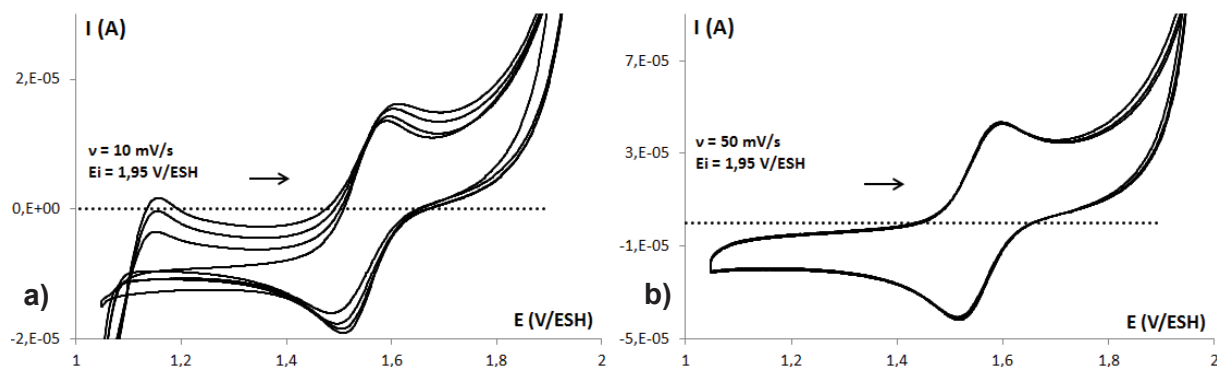 I (A)
2,E-05
ν = 10 mV/s
Ei = 1,95 V/ESH
0,E+00
a)
E (V/ESH)
-2,E-05
1
1,2
1,4
1,6
1,8
2
I (A)
7,E-05
ν = 50 mV/s
Ei = 1,95 V/ESH
3,E-05
-1,E-05
b)
E (V/ESH)
-5,E-05
1
1,2
1,4
1,6
1,8
2